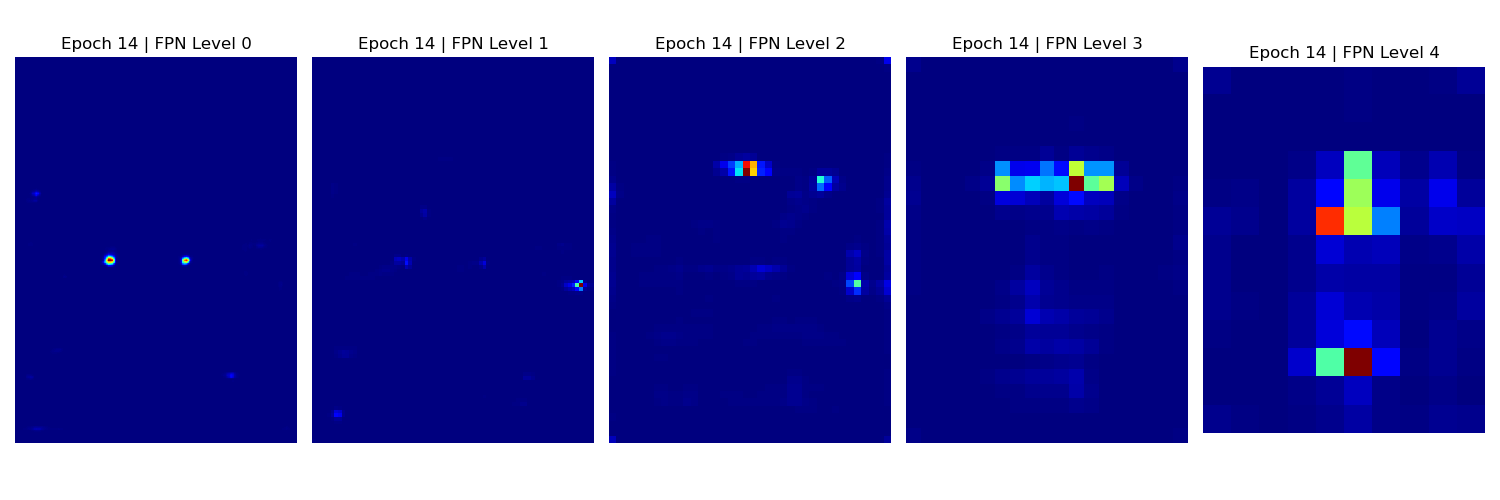 Epoch 14 | FPN Level 0
Epoch 14 | FPN Level 1
Epoch 14 | FPN Level 2
Epoch 14 | FPN Level 3
Epoch 14 | FPN Level 4